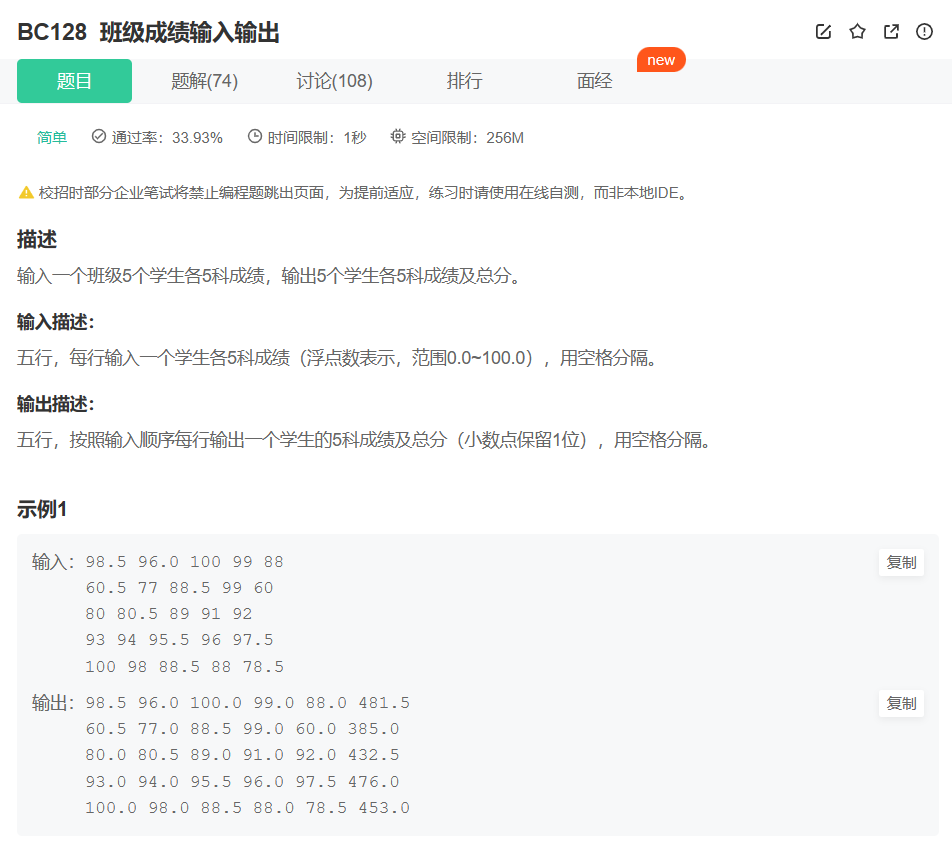 BC128 班级成绩输入输出
new
题目 题解(74) 讨论(108) 排行 面经
简单 通过率：33.93% 时间限制：1秒 空间限制：256M
校招时部分企业笔试将禁止编程题跳出页面，为提前适应，练习时请使用在线自测，而非本地IDE。
描述
输入一个班级5个学生各5科成绩，输出5个学生各5科成绩及总分。
输入描述：
五行，每行输入一个学生各5科成绩（浮点数表示，范围0.0~100.0），用空格分隔。
输出描述：
五行，按照输入顺序每行输出一个学生的5科成绩及总分（小数点保留1位），用空格分隔。
示例1
输入：98.5 96.0 100 99 88 复制
60.5 77 88.5 99 60
80 80.5 89 91 92
93 94 95.5 96 97.5
100 98 88.5 88 78.5
输出：98.5 96.0 100.0 99.0 88.0 481.5 复制
60.5 77.0 88.5 99.0 60.0 385.0
80.0 80.5 89.0 91.0 92.0 432.5
93.0 94.0 95.5 96.0 97.5 476.0
100.0 98.0 88.5 88.0 78.5 453.0